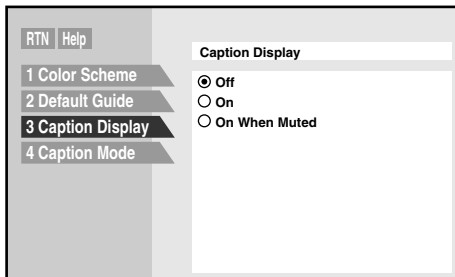 RTN Help
1 Color Scheme
2 Default Guide
3 Caption Display
4 Caption Mode
Caption Display
Off
On
On When Muted